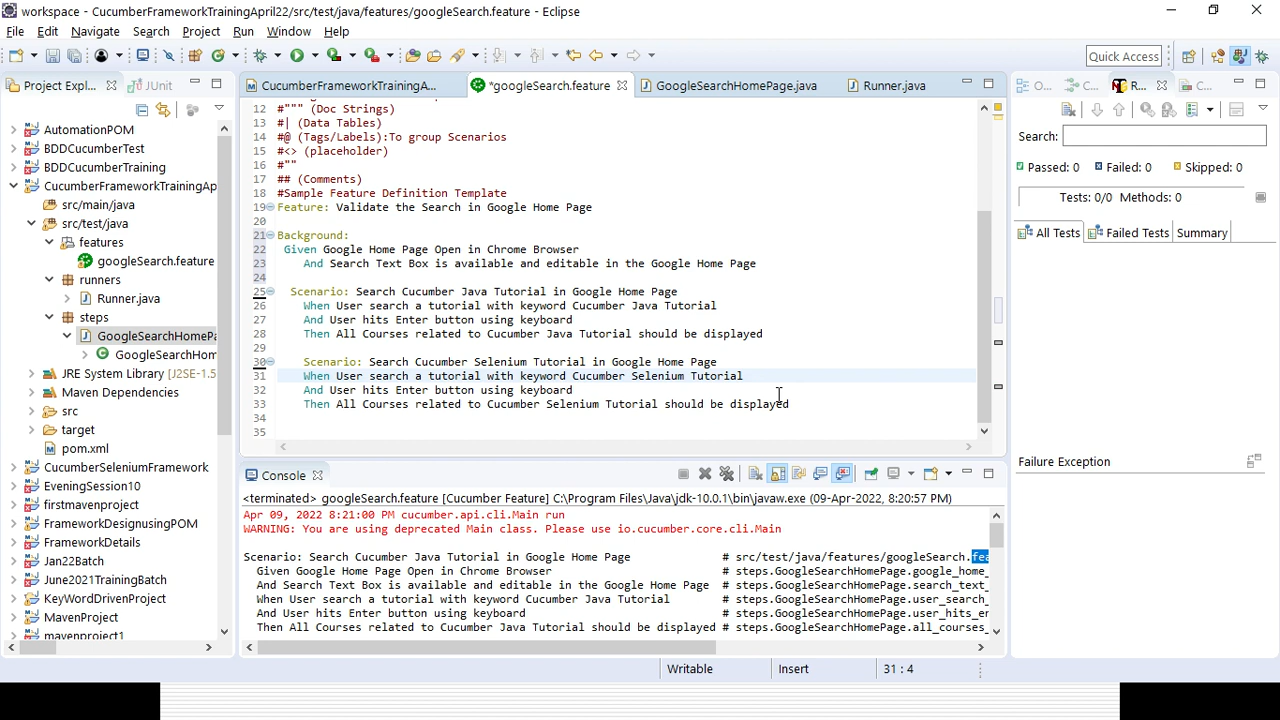 workspace - CucumberFrameworkTrainingApril22/src/test/java/features/googleSearch.feature - Eclipse
File Edit Navigate Search Project Run Window Help
Quick Access
Project Expl...
JUnit
AutomationPOM
BDDCucumberTest
BDDCucumberTraining
CucumberFrameworkTrainingAp
src/main/java
src/test/java
features
googleSearch.feature
runners
Runner.java
steps
GoogleSearchHomePa
GoogleSearchHom
JRE System Library [J2SE-1.5
Maven Dependencies
src
target
pom.xml
CucumberSeleniumFramework
EveningSession10
firstmavenproject
FrameworkDesignusingPOM
FrameworkDetails
Jan22Batch
June2021TrainingBatch
KeyWordDrivenProject
MavenProject
mavenproject1
CucumberFrameworkTrainingA... *googleSearch.feature GoogleSearchHomePage.java Runner.java
12 #""" (Doc Strings)
13 #| (Data Tables)
14 #@ (Tags/Labels):To group Scenarios
15 #<> (placeholder)
16 #""
17 ## (Comments)
18 #Sample Feature Definition Template
19 Feature: Validate the Search in Google Home Page
20
21 Background:
22 Given Google Home Page Open in Chrome Browser
23 And Search Text Box is available and editable in the Google Home Page
24
25 Scenario: Search Cucumber Java Tutorial in Google Home Page
26 When User search a tutorial with keyword Cucumber Java Tutorial
27 And User hits Enter button using keyboard
28 Then All Courses related to Cucumber Java Tutorial should be displayed
29
30 Scenario: Search Cucumber Selenium Tutorial in Google Home Page
31 When User search a tutorial with keyword Cucumber Selenium Tutorial
32 And User hits Enter button using keyboard
33 Then All Courses related to Cucumber Selenium Tutorial should be displayed
34
35
Console
<terminated> googleSearch.feature [Cucumber Feature] C:\Program Files\Java\jdk-10.0.1\bin\javaw.exe (09-Apr-2022, 8:20:57 PM)
Apr 09, 2022 8:21:00 PM cucumber.api.cli.Main run
WARNING: You are using deprecated Main class. Please use io.cucumber.core.cli.Main
Scenario: Search Cucumber Java Tutorial in Google Home Page # src/test/java/features/googleSearch.fea
Given Google Home Page Open in Chrome Browser # steps.GoogleSearchHomePage.google_home_
And Search Text Box is available and editable in the Google Home Page # steps.GoogleSearchHomePage.search_text_
When User search a tutorial with keyword Cucumber Java Tutorial # steps.GoogleSearchHomePage.user_search_
And User hits Enter button using keyboard # steps.GoogleSearchHomePage.user_hits_en
Then All Courses related to Cucumber Java Tutorial should be displayed # steps.GoogleSearchHomePage.all_courses_
O... C... R... C...
Search:
Passed: 0 Failed: 0 Skipped: 0
Tests: 0/0 Methods: 0
All Tests Failed Tests Summary
Failure Exception
Writable Insert 31 : 4